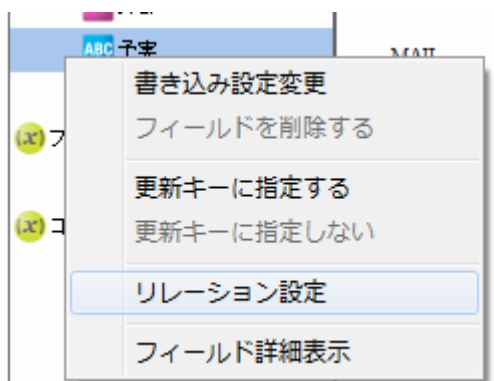 ABC 子実
MAIL
書き込み設定変更
フィールドを削除する
(x) フ
更新キーに指定する
(x) コ
更新キーに指定しない
リレーション設定
フィールド詳細表示